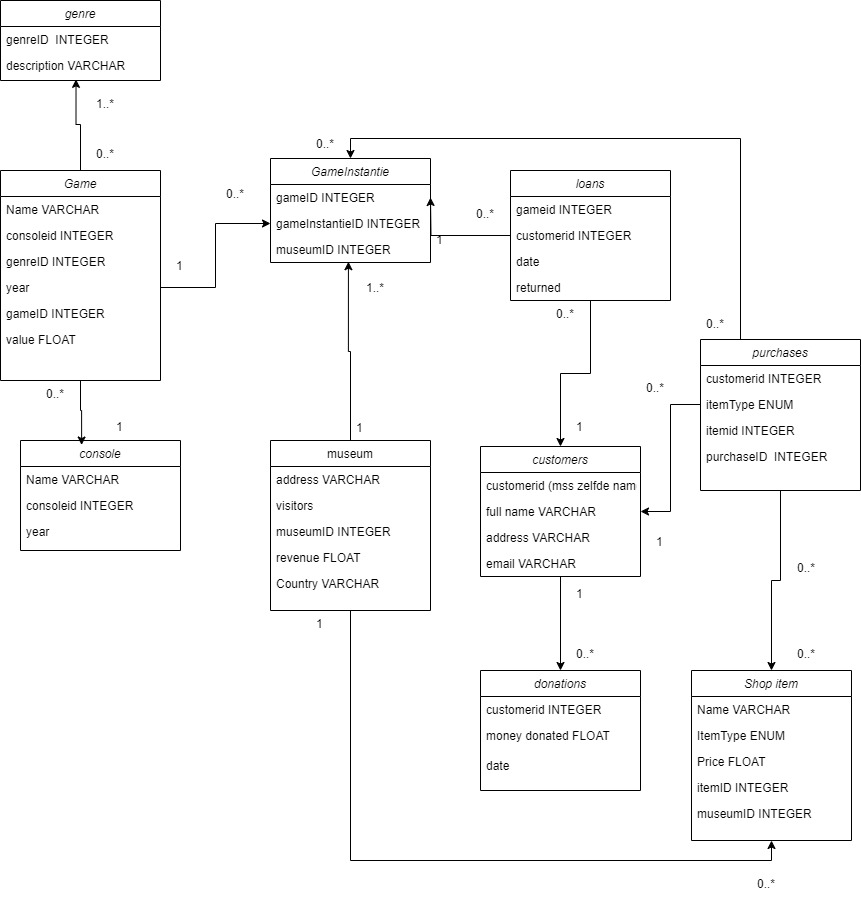 genre
genreID  INTEGER
description VARCHAR
1..*
0..*
Game
Name VARCHAR
consoleid INTEGER
genreID INTEGER
year
gameID INTEGER
value FLOAT
0..*
1
0..*
GameInstantie
gameID INTEGER
gameInstantieID INTEGER
museumID INTEGER
0..*
1
loans
gameid INTEGER
customerid INTEGER
date
returned
1..*
0..*
0..*
purchases
customerid INTEGER
itemType ENUM
itemid INTEGER
purchaseID  INTEGER
0..*
1
console
Name VARCHAR
consoleid INTEGER
year
1
museum
address VARCHAR
visitors
museumID INTEGER
revenue FLOAT
Country VARCHAR
1
0..*
1
customers
customerid (mss zelfde nam
full name VARCHAR
address VARCHAR
email VARCHAR
1
1
0..*
0..*
donations
customerid INTEGER
money donated FLOAT
date
0..*
Shop item
Name VARCHAR
ItemType ENUM
Price FLOAT
itemID INTEGER
museumID INTEGER
0..*